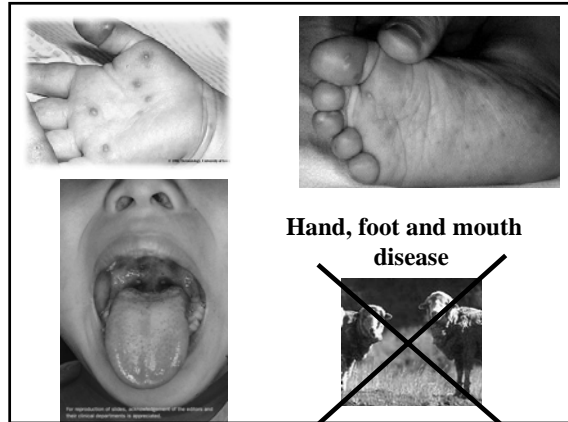 Hand, foot and mouth
disease
For reproduction of slides, acknowledgement of the editors and
their clinical departments is appreciated.